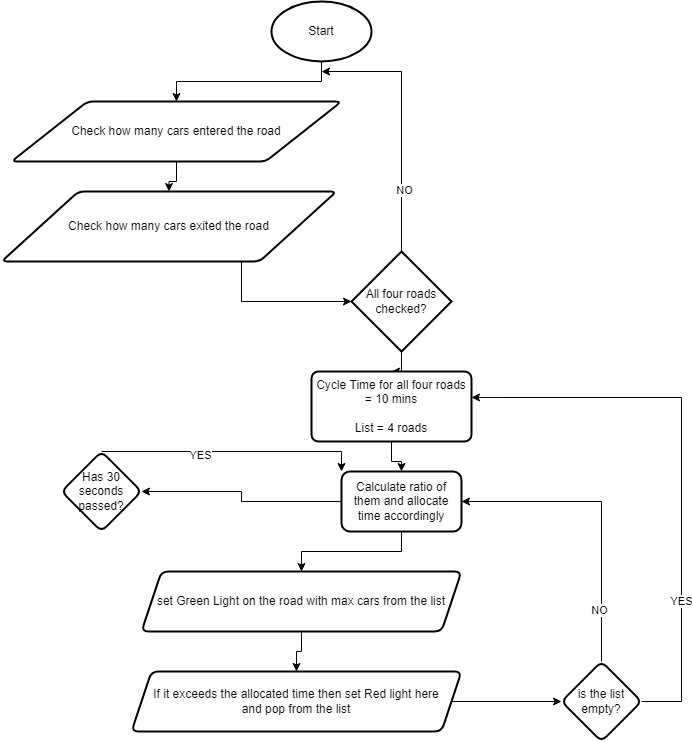 Start
Check how many cars entered the road
Check how many cars exited the road
NO
All four roads
checked?
Cycle Time for all four roads
= 10 mins
List = 4 roads
YES
Has 30
seconds
passed?
Calculate ratio of
them and allocate
time accordingly
set Green Light on the road with max cars from the list
NO
YES
If it exceeds the allocated time then set Red light here
and pop from the list
is the list
empty?